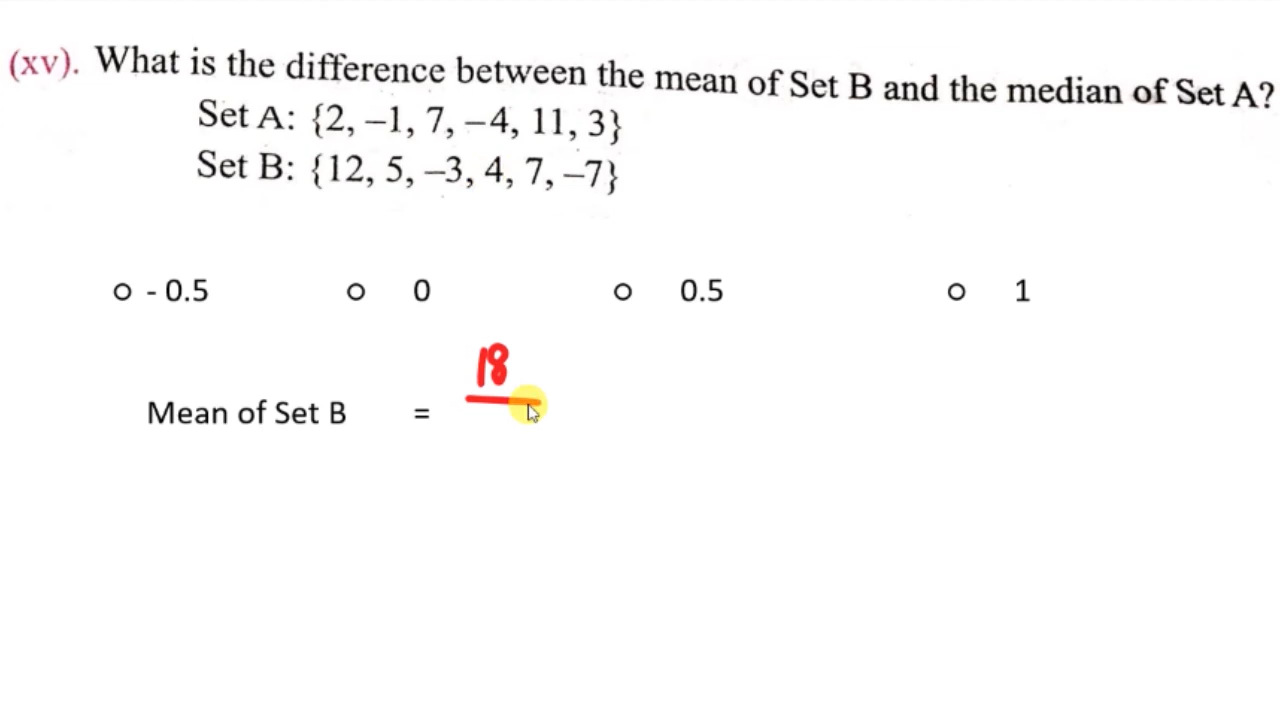 (xv). What is the difference between the mean of Set B and the median of Set A?
Set A: {2, –1, 7, –4, 11, 3}
Set B: {12, 5, –3, 4, 7, –7}
- 0.5 0 0.5 1
18
Mean of Set B =